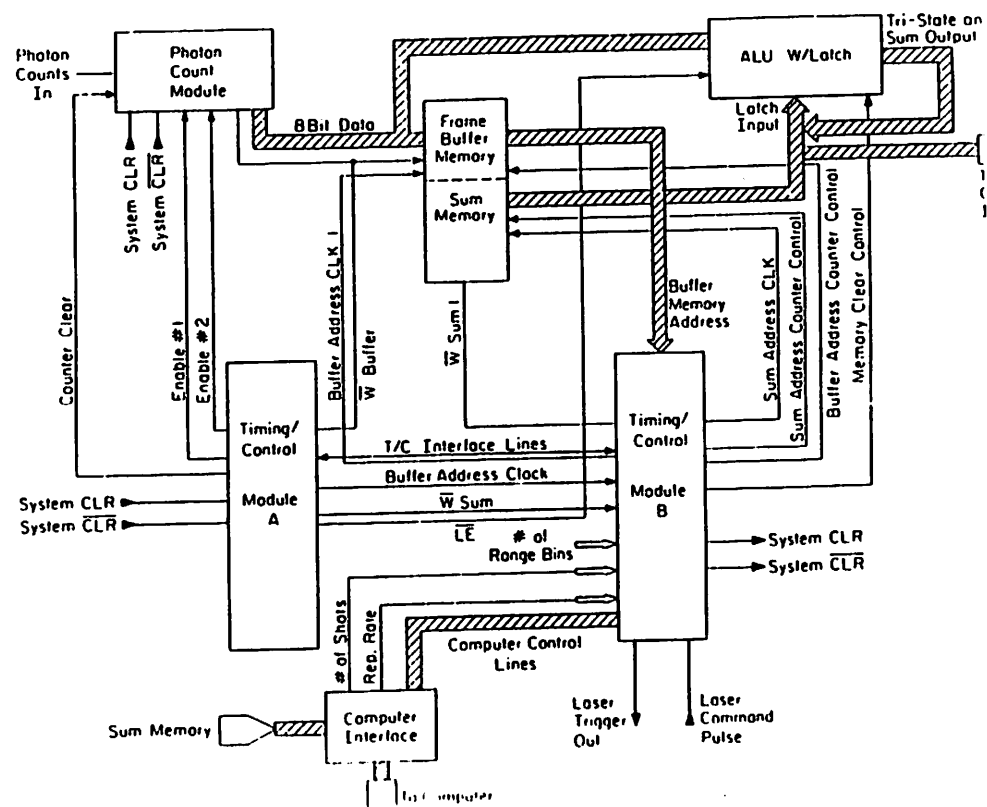 Photon
Counts
In
Photon
Count
Module
8Bit Data
System CLR
System C̅L̅R̅
Frame
Buffer
Memory
Sum
Memory
ALU W/Latch
Tri-State on
Sum Output
Latch
Input
Counter Clear
Enable #1
Enable #2
Buffer Address CLK 1
W̅ Buffer
W̅ Sum 1
Buffer
Memory
Address
Sum Address CLK
Sum Address Counter Control
Buffer Address Counter Control
Memory Clear Control
Timing/
Control
Module
A
T/C Interface Lines
Buffer Address Clock
W̅ Sum
L̅E̅
# of
Range Bins
Timing/
Control
Module
B
System CLR
System C̅L̅R̅
System CLR
System C̅L̅R̅
# of Shots
Rep. Rate
Computer Control
Lines
Sum Memory
Computer
Interface
To Computer
Laser
Trigger
Out
Laser
Command
Pulse